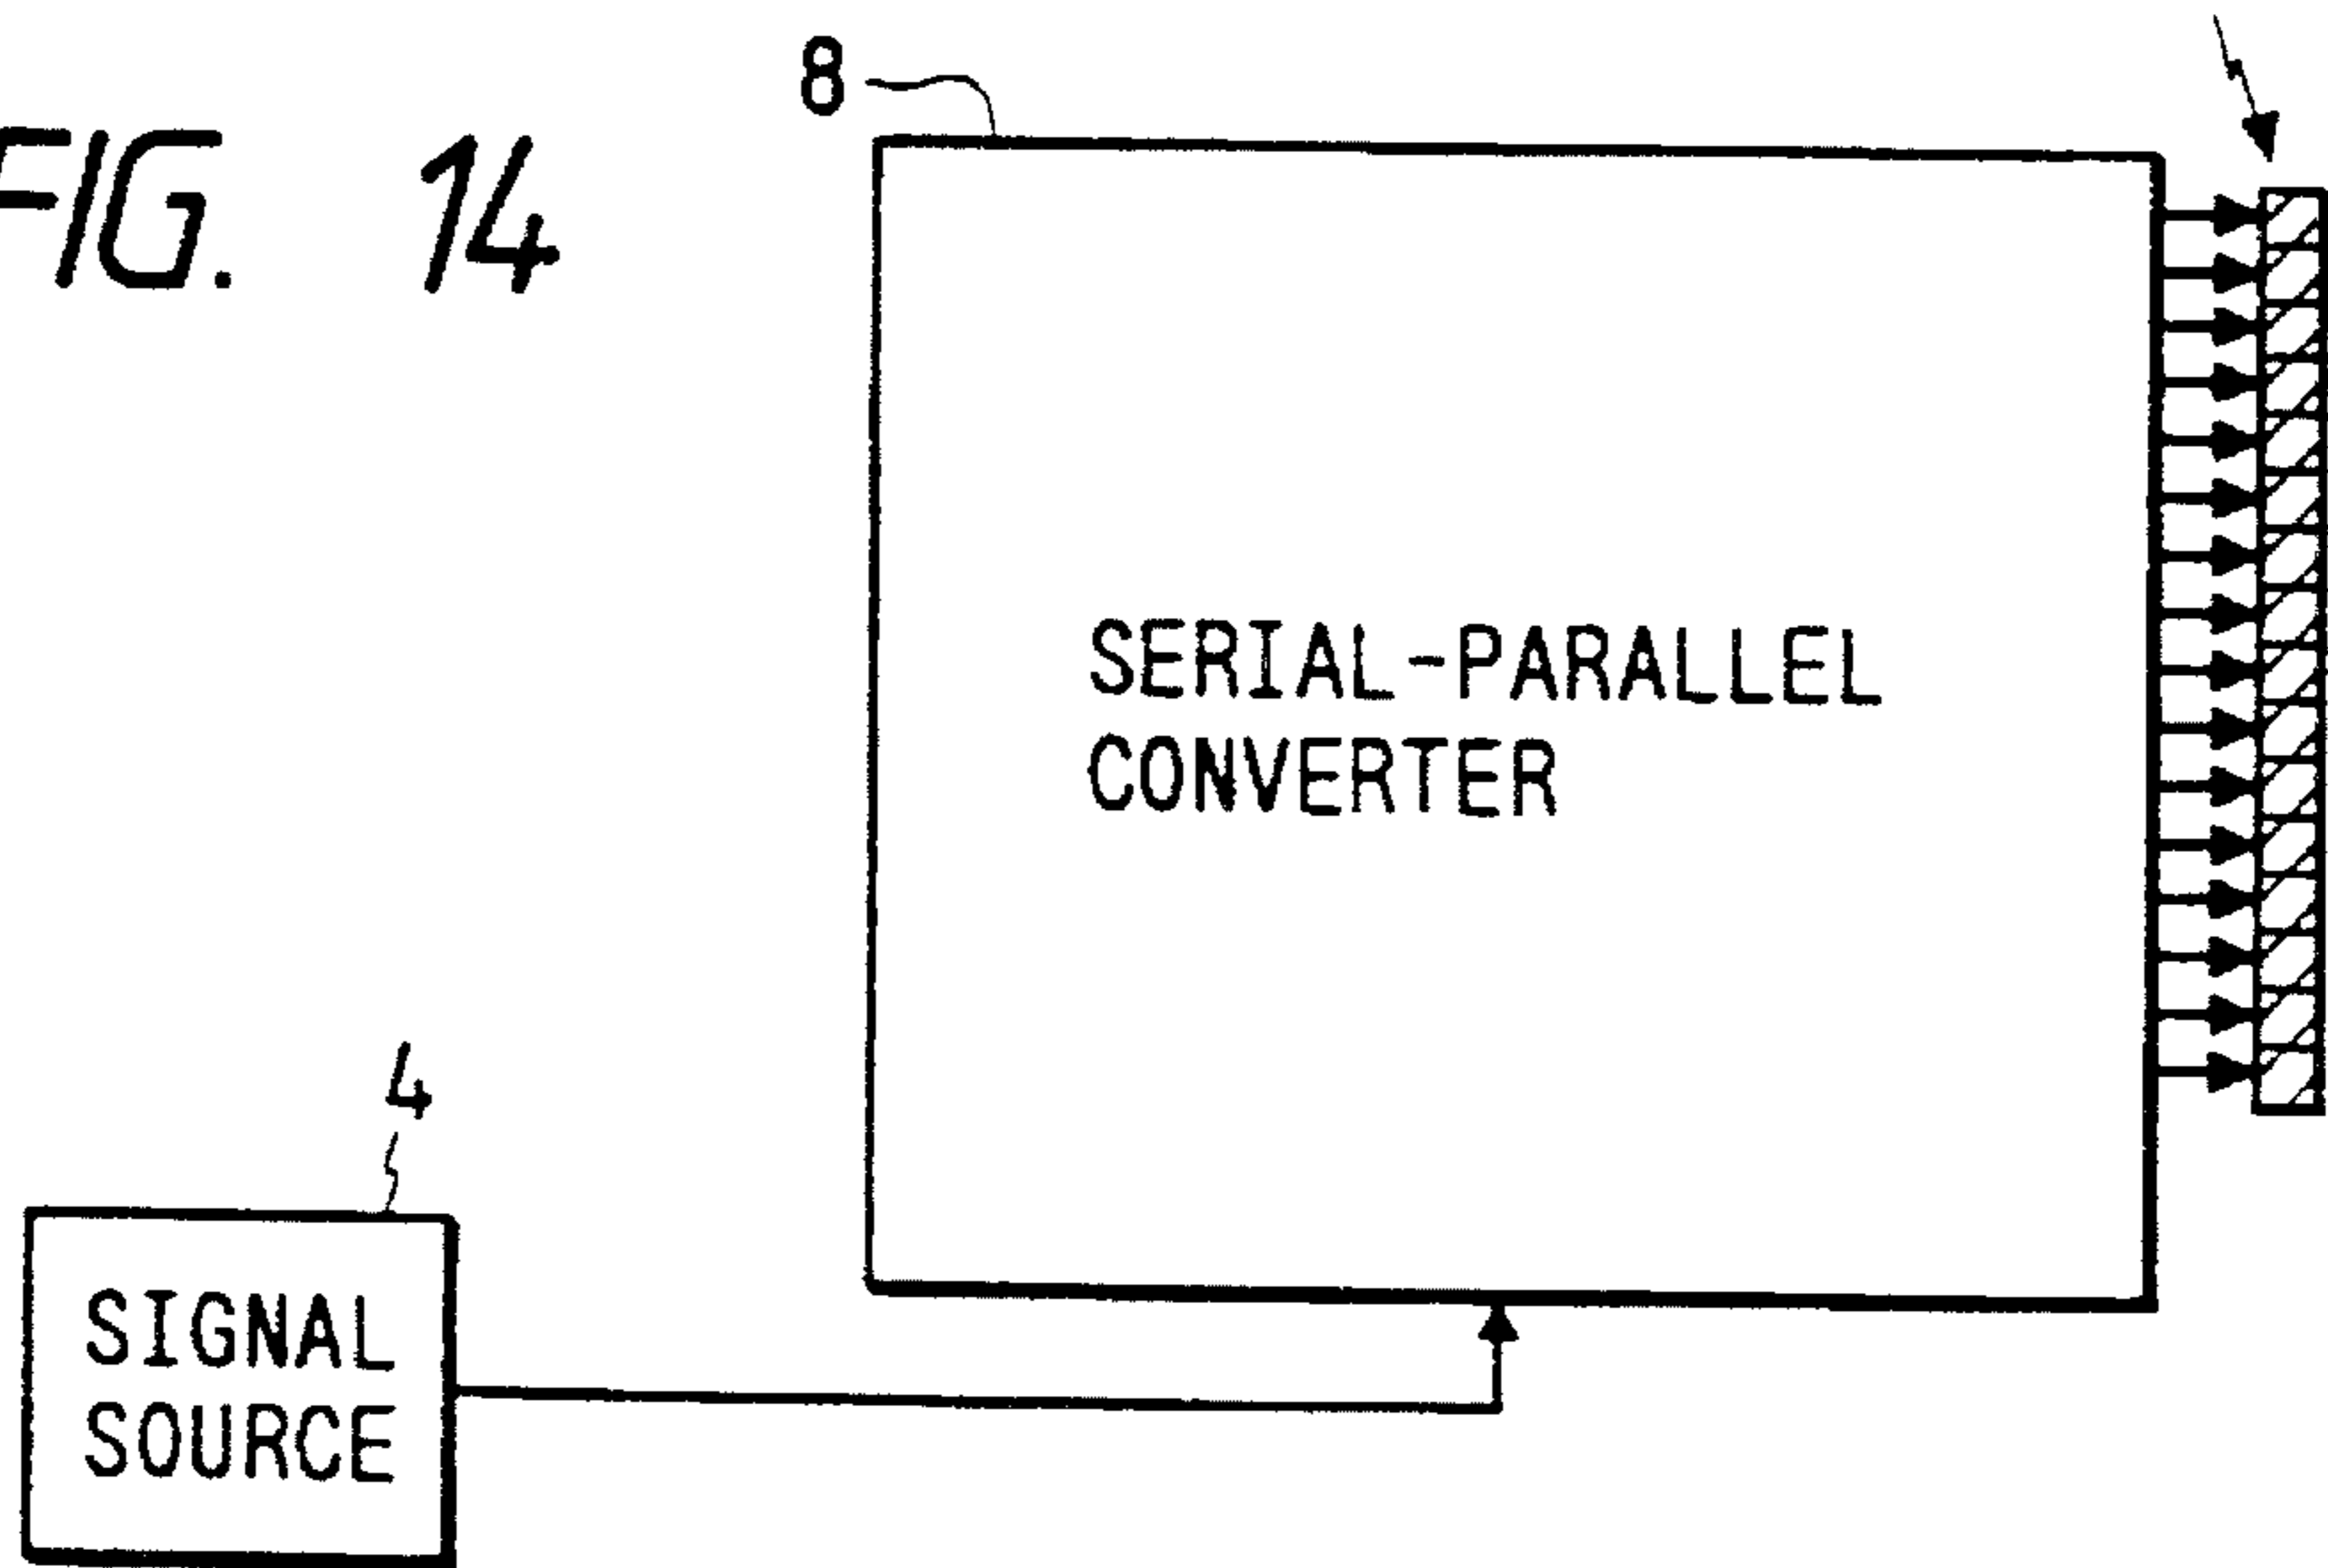 FIG. 14
8
SERIAL-PARALLEL
CONVERTER
4
SIGNAL
SOURCE